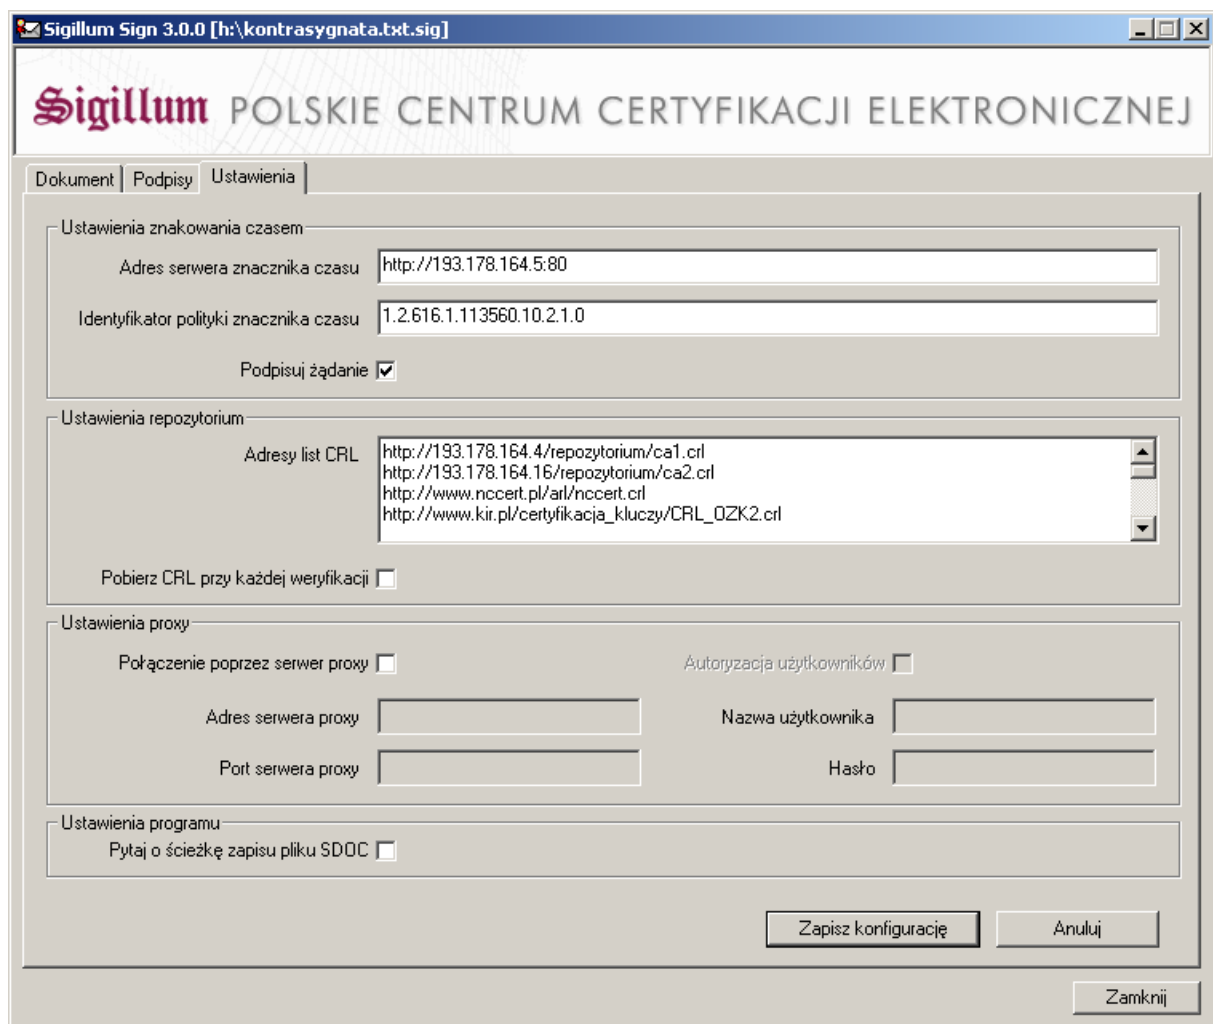 Sigillum Sign 3.0.0 [h:\kontrasygnata.txt.sig]
Sigillum POLSKIE CENTRUM CERTYFIKACJI ELEKTRONICZNEJ
Dokument Podpisy Ustawienia
Ustawienia znakowania czasem
Adres serwera znacznika czasu http://193.178.164.5:80
Identyfikator polityki znacznika czasu 1.2.616.1.113560.10.2.1.0
Podpisuj żądanie
Ustawienia repozytorium
Adresy list CRL http://193.178.164.4/repozytorium/ca1.crl
http://193.178.164.16/repozytorium/ca2.crl
http://www.nccert.pl/arl/nccert.crl
http://www.kir.pl/certyfikacja_kluczy/CRL_OZK2.crl
Pobierz CRL przy każdej weryfikacji
Ustawienia proxy
Połączenie poprzez serwer proxy Autoryzacja użytkowników
Adres serwera proxy Nazwa użytkownika
Port serwera proxy Hasło
Ustawienia programu
Pytaj o ścieżkę zapisu pliku SDOC
Zapisz konfigurację Anuluj
Zamknij